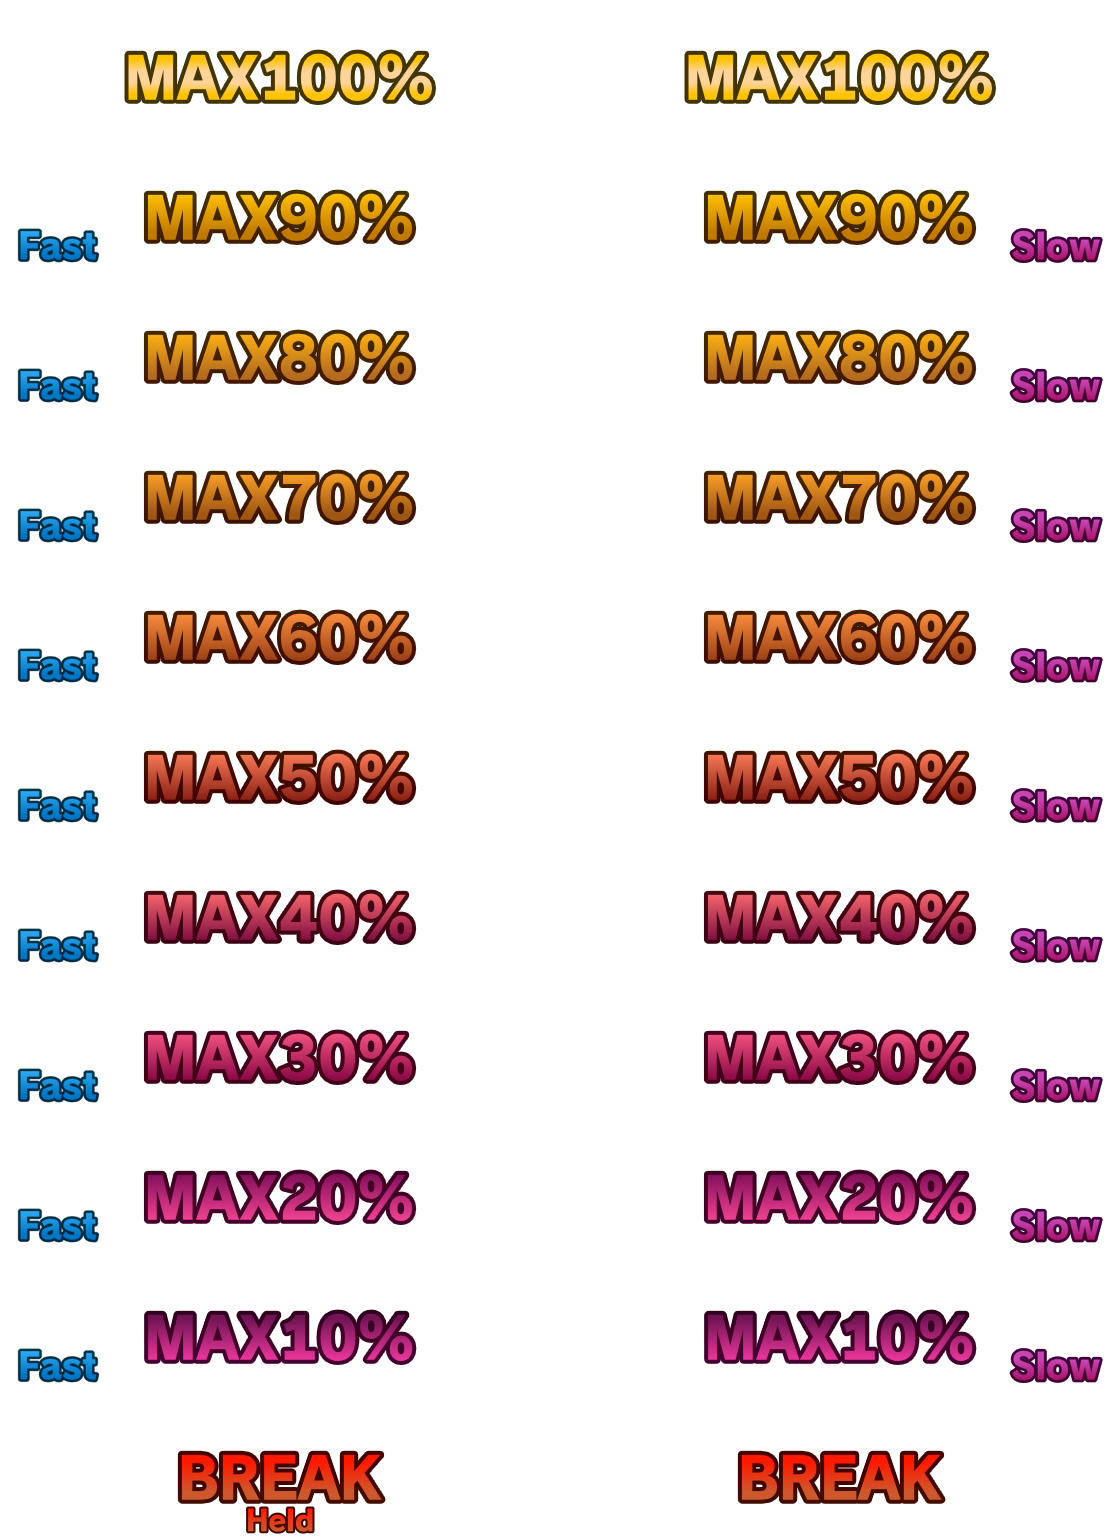 MAX100% MAX100%
Fast MAX90% MAX90% Slow
Fast MAX80% MAX80% Slow
Fast MAX70% MAX70% Slow
Fast MAX60% MAX60% Slow
Fast MAX50% MAX50% Slow
Fast MAX40% MAX40% Slow
Fast MAX30% MAX30% Slow
Fast MAX20% MAX20% Slow
Fast MAX10% MAX10% Slow
BREAK BREAK
Held